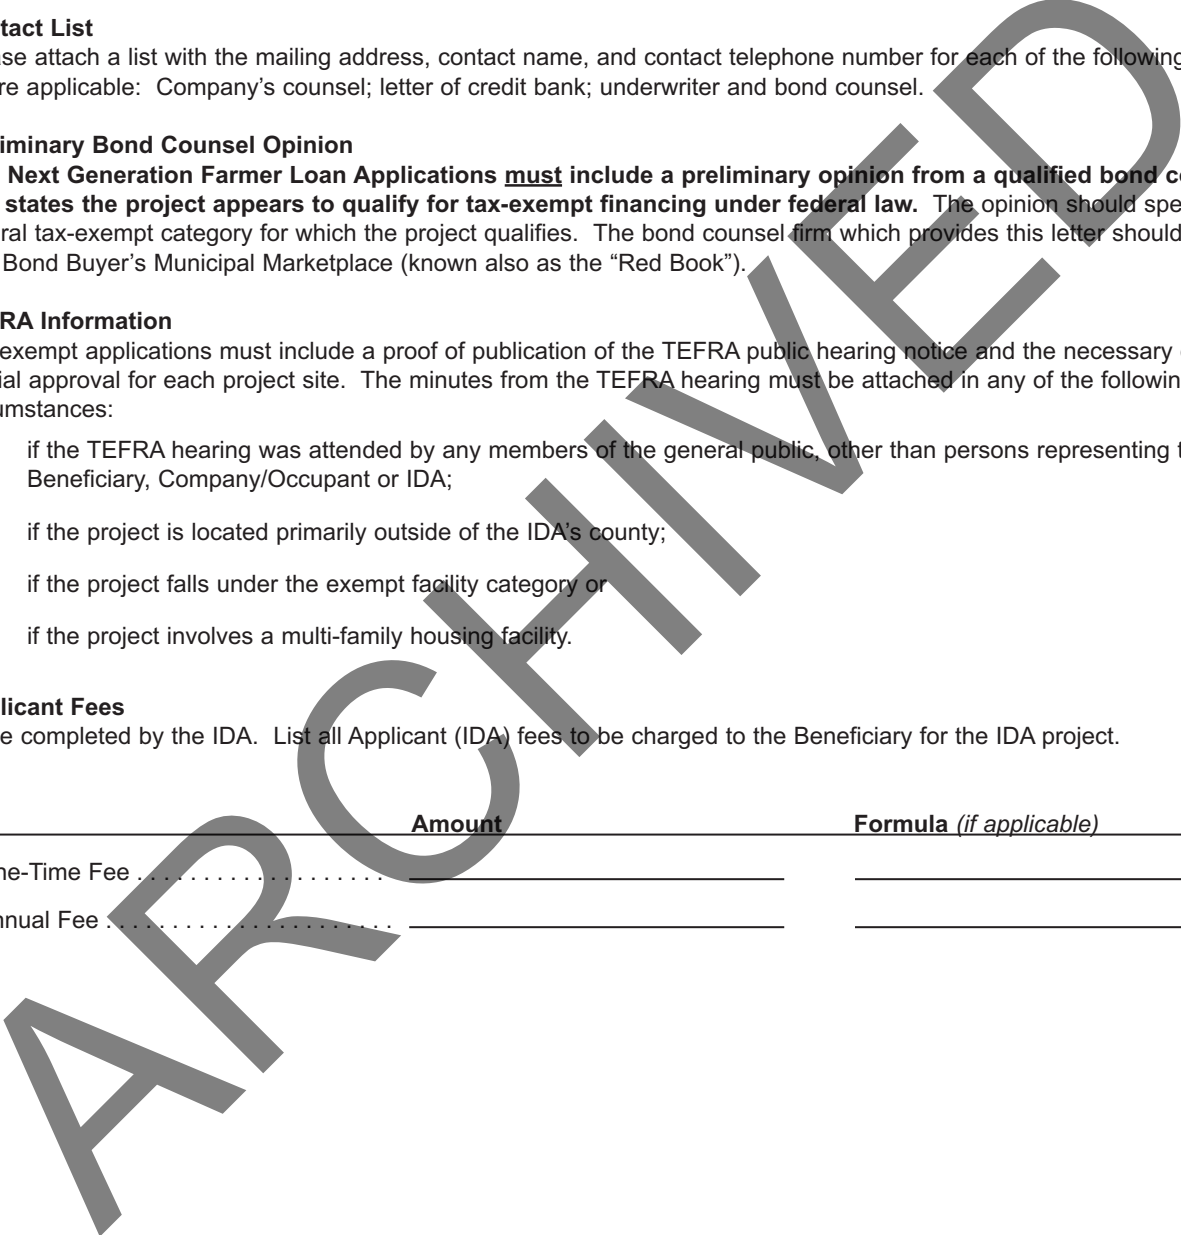 tact List
se attach a list with the mailing address, contact name, and contact telephone number for each of the following
re applicable: Company’s counsel; letter of credit bank; underwriter and bond counsel.
iminary Bond Counsel Opinion
Next Generation Farmer Loan Applications must include a preliminary opinion from a qualified bond c
states the project appears to qualify for tax-exempt financing under federal law. The opinion should spe
ral tax-exempt category for which the project qualifies. The bond counsel firm which provides this letter should
Bond Buyer’s Municipal Marketplace (known also as the “Red Book”).
RA Information
exempt applications must include a proof of publication of the TEFRA public hearing notice and the necessary
ial approval for each project site. The minutes from the TEFRA hearing must be attached in any of the followin
umstances:
if the TEFRA hearing was attended by any members of the general public, other than persons representing t
Beneficiary, Company/Occupant or IDA;
if the project is located primarily outside of the IDA’s county;
if the project falls under the exempt facility category or
if the project involves a multi-family housing facility.
licant Fees
e completed by the IDA. List all Applicant (IDA) fees to be charged to the Beneficiary for the IDA project.
Amount Formula (if applicable)
ne-Time Fee . . . . . . . . . . . . . . . . . . .
nnual Fee . . . . . . . . . . . . . . . . . . . . . .
ARCHIVED